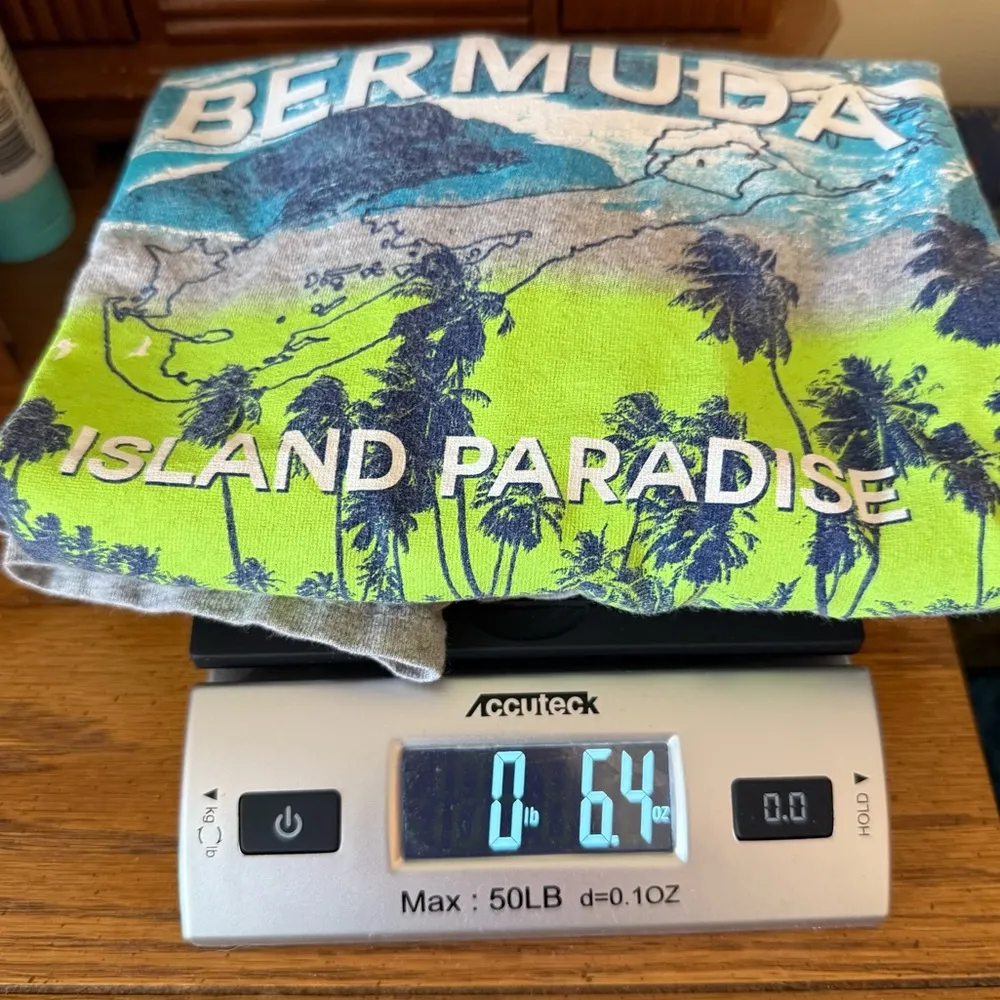 BERMUDA
ISLAND PARADISE
Accuteck
0 lb 6.4 oz
0.0
kg lb
HOLD
Max : 50LB d=0.1OZ